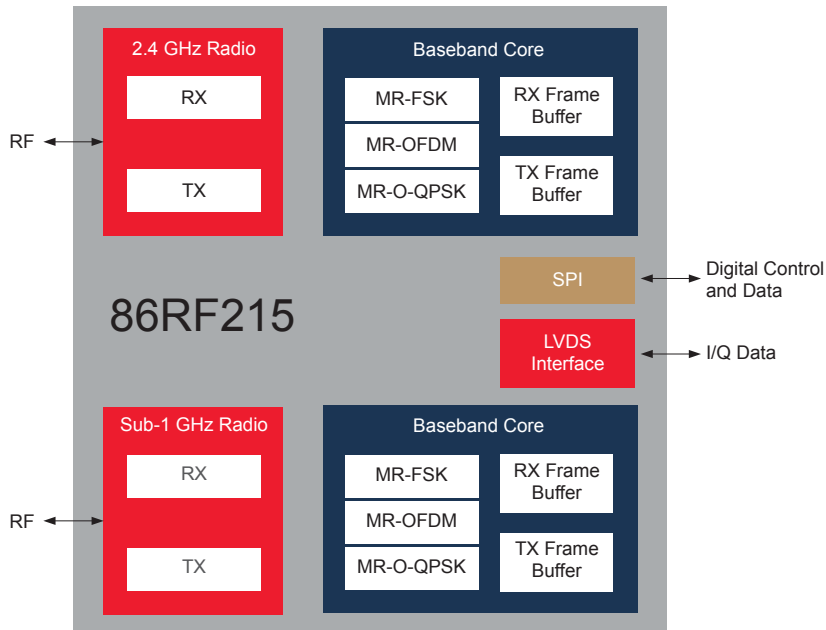 2.4 GHz Radio
RX
TX
RF
Baseband Core
MR-FSK
MR-OFDM
MR-O-QPSK
RX Frame
Buffer
TX Frame
Buffer
SPI
Digital Control
and Data
86RF215
LVDS
Interface
I/Q Data
Sub-1 GHz Radio
RX
TX
RF
Baseband Core
MR-FSK
MR-OFDM
MR-O-QPSK
RX Frame
Buffer
TX Frame
Buffer